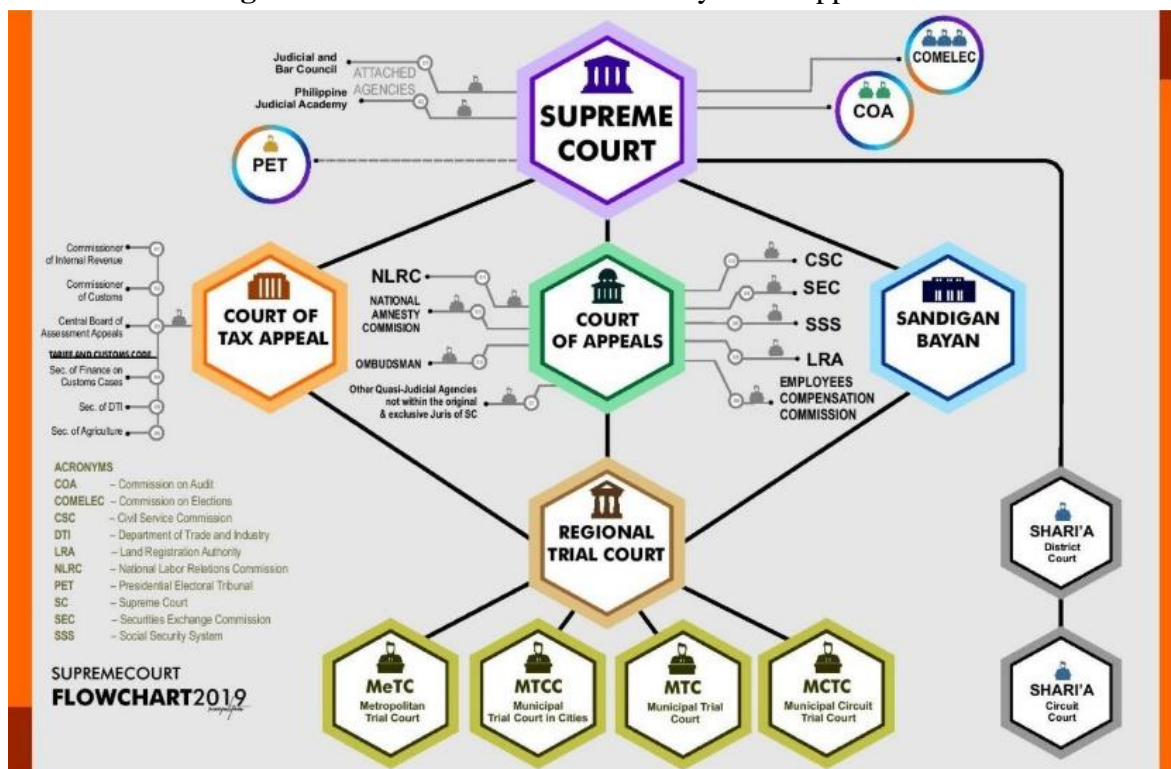 Judicial and
Bar Council
ATTACHED
AGENCIES
Philippine
Judicial Academy
SUPREME
COURT
COMELEC
COA
PET
Commissioner
of Internal Revenue
Commissioner
of Customs
Central Board of
Assessment Appeals
TARIFF AND CUSTOMS CODE
Sec. of Finance on
Customs Cases
Sec. of DTI
Sec. of Agriculture
COURT OF
TAX APPEAL
NLRC
NATIONAL
AMNESTY
COMMISION
OMBUDSMAN
Other Quasi-Judicial Agencies
not within the original
& exclusive Juris of SC
COURT
OF APPEALS
CSC
SEC
SSS
LRA
EMPLOYEES
COMPENSATION
COMMISSION
SANDIGAN
BAYAN
REGIONAL
TRIAL COURT
SHARI'A
District
Court
SHARI'A
Circuit
Court
MeTC
Metropolitan
Trial Court
MTCC
Municipal
Trial Court in Cities
MTC
Municipal Trial
Court
MCTC
Municipal Circuit
Trial Court
ACRONYMS
COA – Commission on Audit
COMELEC – Commission on Elections
CSC – Civil Service Commission
DTI – Department of Trade and Industry
LRA – Land Registration Authority
NLRC – National Labor Relations Commission
PET – Presidential Electoral Tribunal
SC – Supreme Court
SEC – Securities Exchange Commission
SSS – Social Security System
SUPREMECOURT
FLOWCHART2019